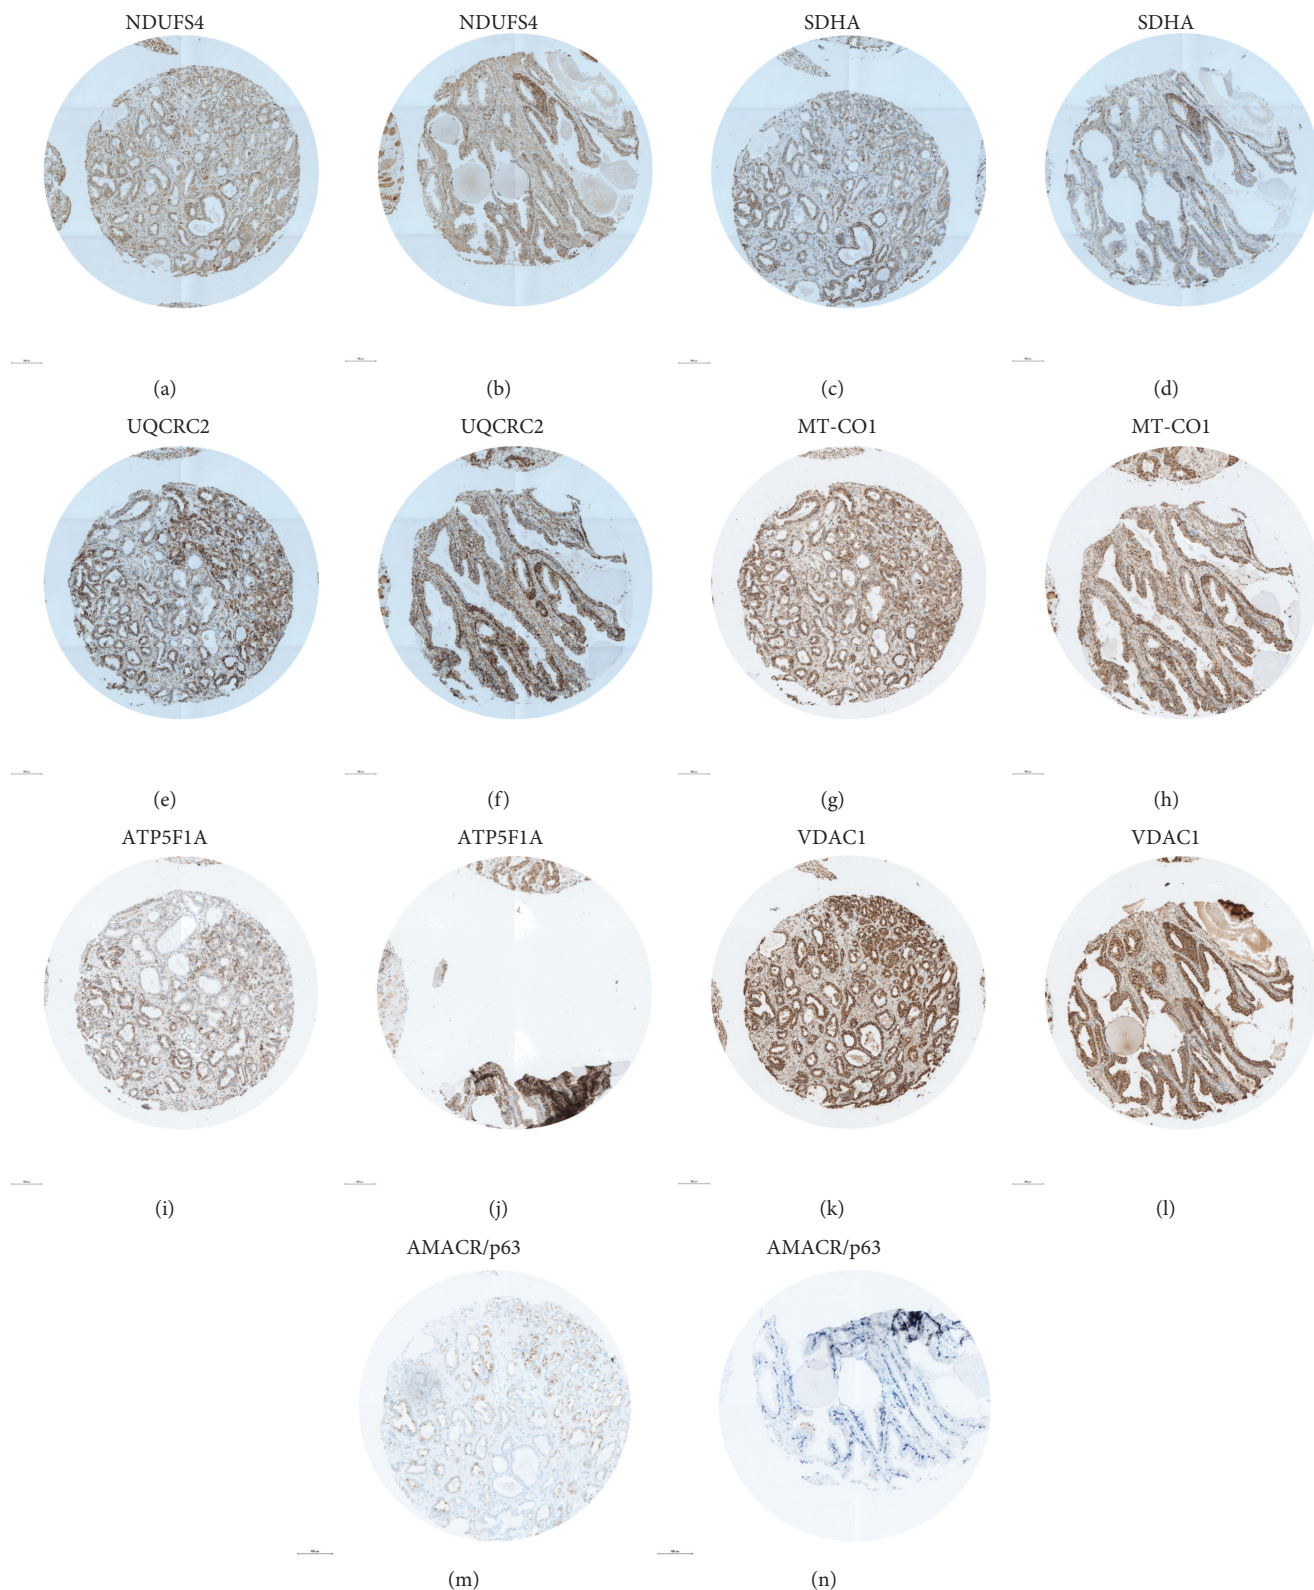 NDUFS4 NDUFS4 SDHA SDHA
(a) (b) (c) (d)
UQCRC2 UQCRC2 MT-CO1 MT-CO1
(e) (f) (g) (h)
ATP5F1A ATP5F1A VDAC1 VDAC1
(i) (j) (k) (l)
AMACR/p63 AMACR/p63
(m) (n)